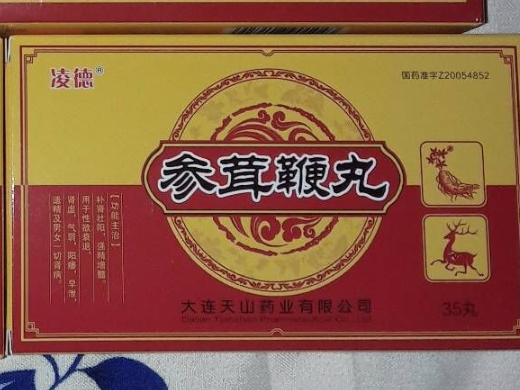 凌德®
国药准字Z20054852
参茸鞭丸
【功能主治】
补肾壮阳，强精增髓。
用于性欲衰退，
肾虚，气弱，阳痿，早泄，
遗精及男女一切肾病。
大连天山药业有限公司
Dalian Tianshan Pharmaceutical Co., Ltd.
35丸